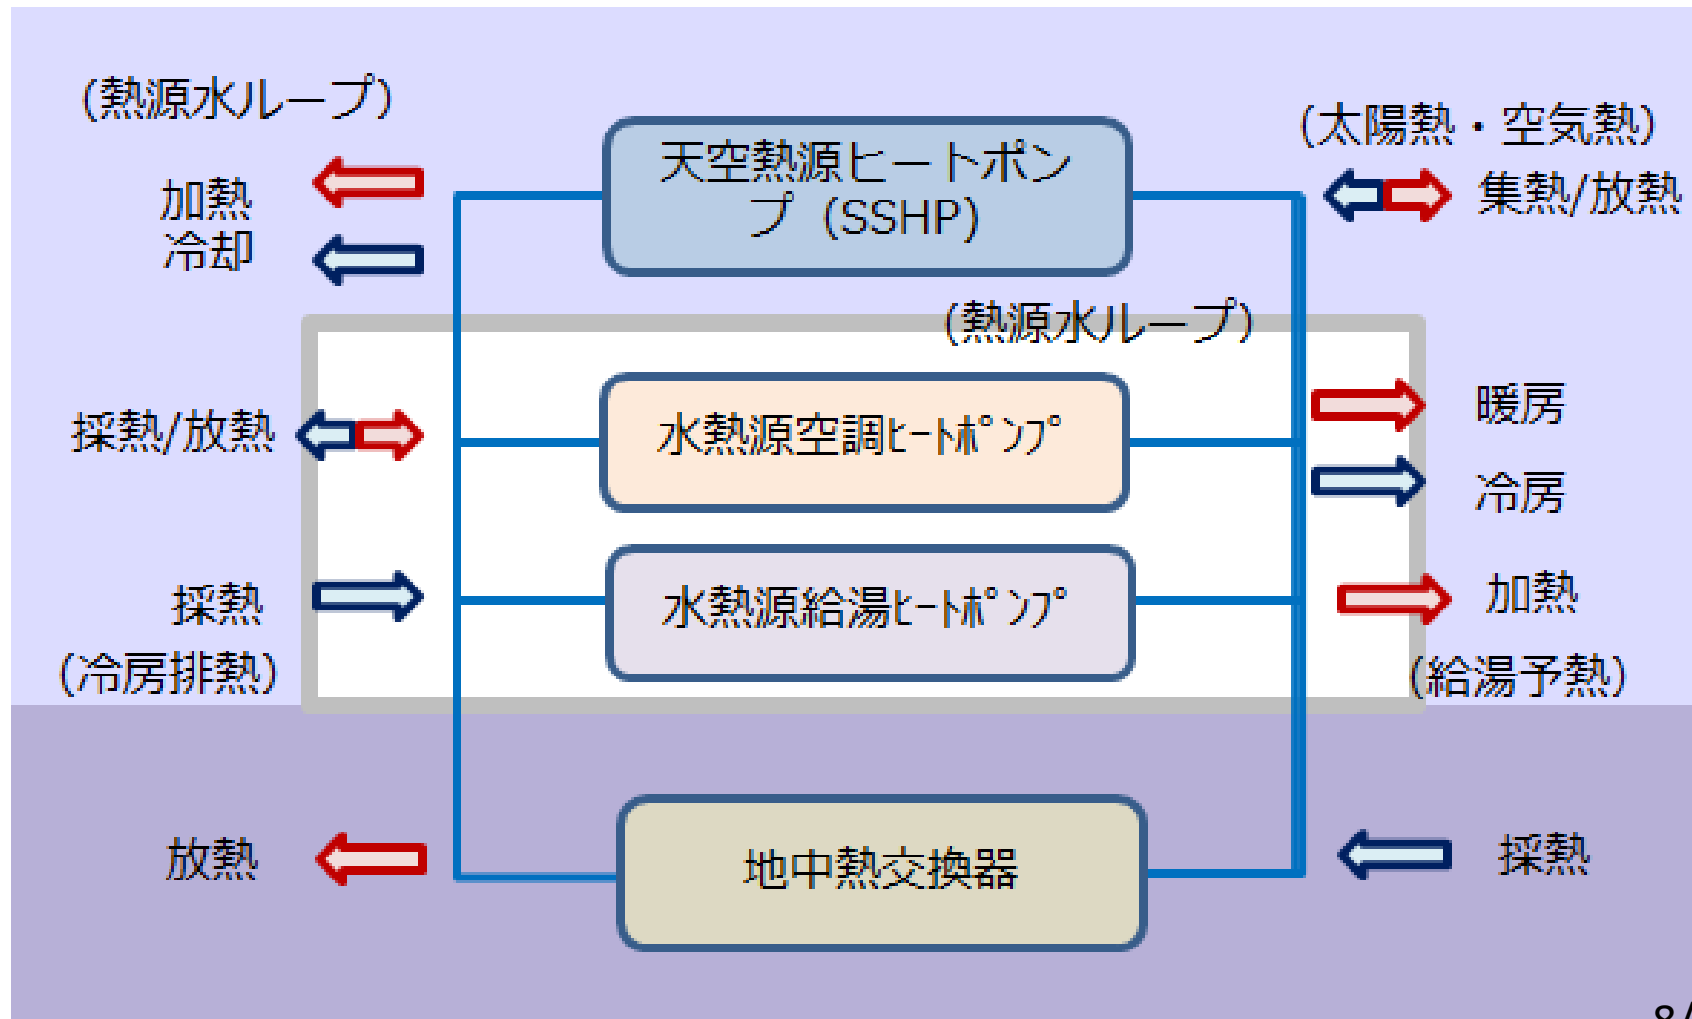 (熱源水ループ)
加熱
冷却
天空熱源ヒートポン
プ (SSHP)
(太陽熱・空気熱)
集熱/放熱
(熱源水ループ)
採熱/放熱
水熱源空調ﾋｰﾄﾎﾟﾝﾌﾟ
暖房
冷房
採熱
(冷房排熱)
水熱源給湯ﾋｰﾄﾎﾟﾝﾌﾟ
加熱
(給湯予熱)
放熱
地中熱交換器
採熱
8/